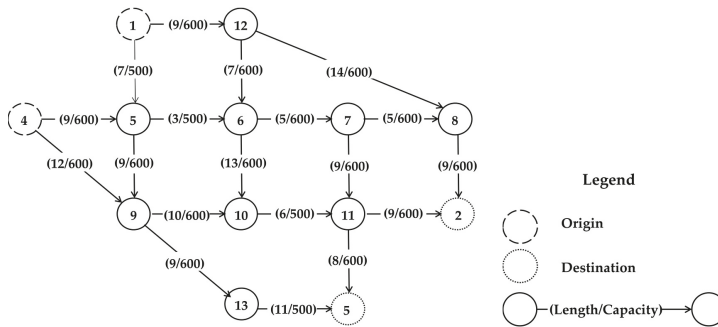 1 (9/600) 12
(7/500) (7/600) (14/600)
4 (9/600) 5 (3/500) 6 (5/600) 7 (5/600) 8
(12/600) (9/600) (13/600) (9/600) (9/600)
Legend
9 (10/600) 10 (6/500) 11 (9/600) 2
Origin
(9/600) (8/600)
Destination
13 (11/500) 5
(Length/Capacity)